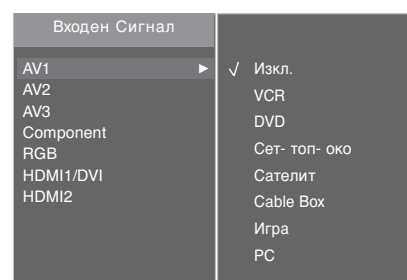 Входен Сигнал
AV1
AV2
AV3
Component
RGB
HDMI1/DVI
HDMI2
Изкл.
VCR
DVD
Сет- топ- око
Сателит
Cable Box
Игра
PC